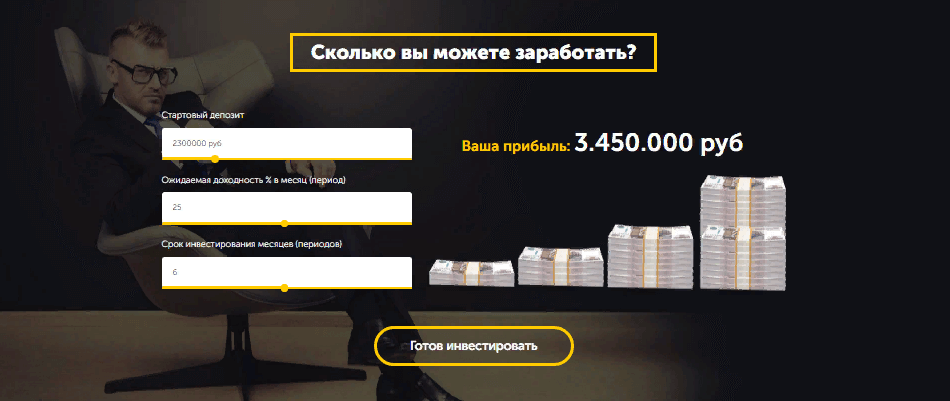 Сколько вы можете заработать?
Стартовый депозит
2300000 руб
Ваша прибыль: 3.450.000 руб
Ожидаемая доходность % в месяц (период)
25
Срок инвестирования месяцев (периодов)
6
Готов инвестировать